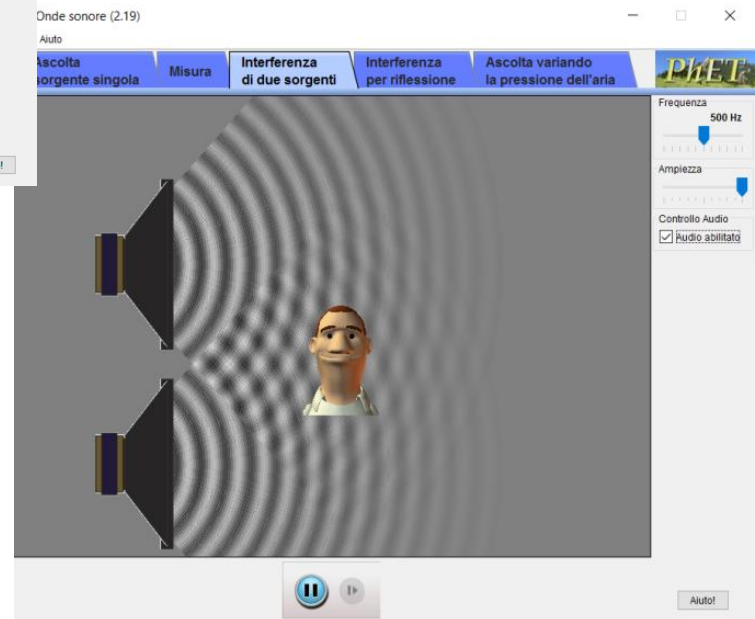 Onde sonore (2.19)
Aiuto
Ascolta
sorgente singola
Misura
Interferenza
di due sorgenti
Interferenza
per riflessione
Ascolta variando
la pressione dell'aria
PhET
Frequenza
500 Hz
Ampiezza
Controllo Audio
Audio abilitato
Aiuto!